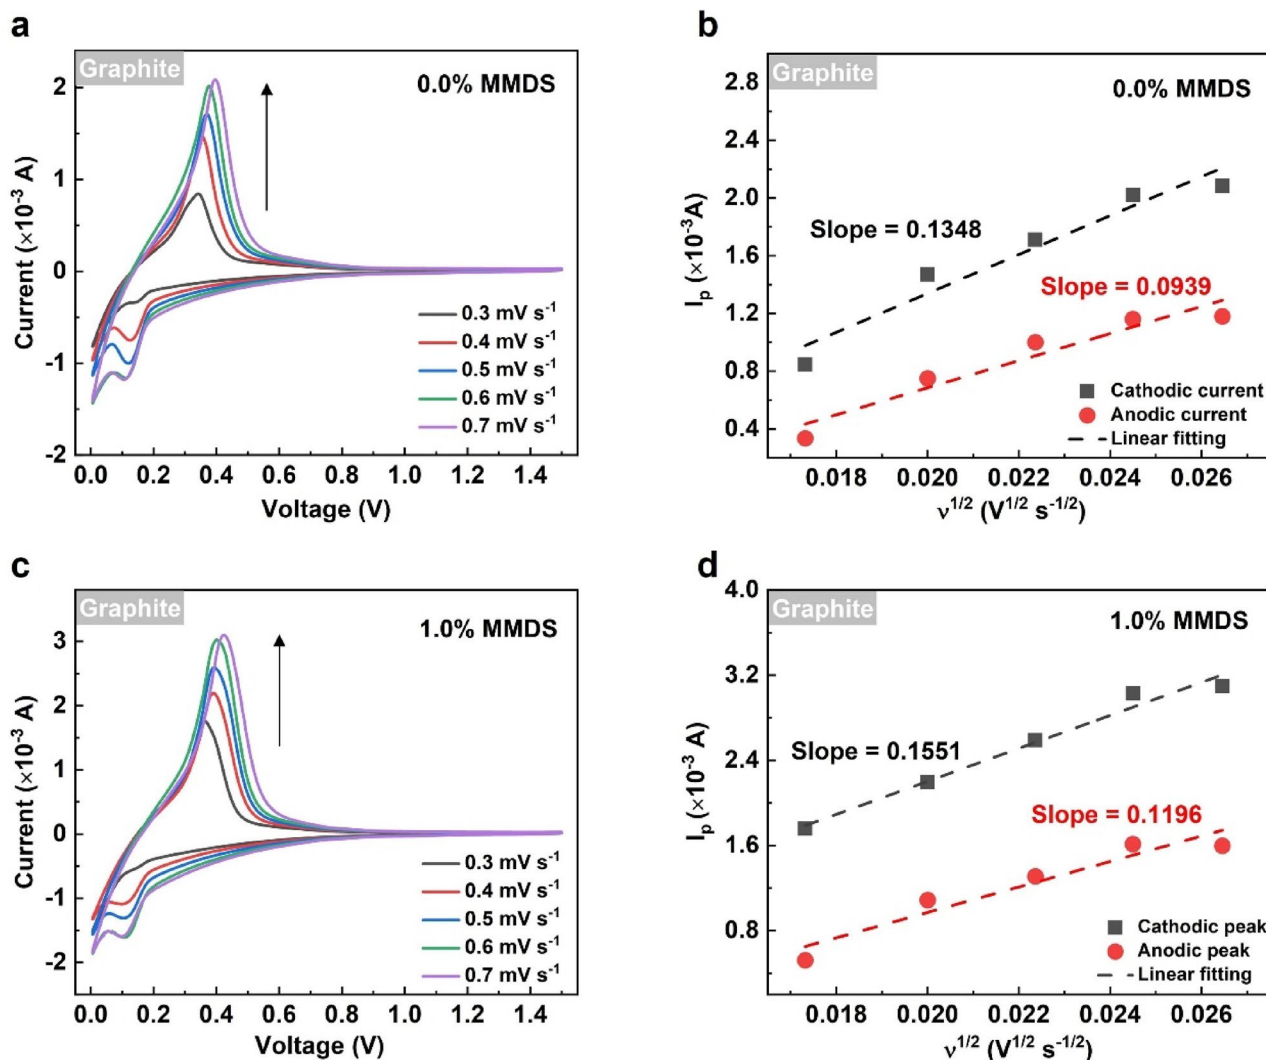 a
Graphite
0.0% MMDS
2
1
0
-1
-2
Current (×10⁻³ A)
0.3 mV s⁻¹
0.4 mV s⁻¹
0.5 mV s⁻¹
0.6 mV s⁻¹
0.7 mV s⁻¹
0.0 0.2 0.4 0.6 0.8 1.0 1.2 1.4
Voltage (V)
b
Graphite
0.0% MMDS
2.8
2.4
2.0
1.6
1.2
0.8
0.4
Iₚ (×10⁻³A)
Slope = 0.1348
Slope = 0.0939
Cathodic current
Anodic current
Linear fitting
0.018 0.020 0.022 0.024 0.026
ν¹ᐟ² (V¹ᐟ² s⁻¹ᐟ²)
c
Graphite
1.0% MMDS
3
2
1
0
-1
-2
Current (×10⁻³ A)
0.3 mV s⁻¹
0.4 mV s⁻¹
0.5 mV s⁻¹
0.6 mV s⁻¹
0.7 mV s⁻¹
0.0 0.2 0.4 0.6 0.8 1.0 1.2 1.4
Voltage (V)
d
Graphite
1.0% MMDS
4.0
3.2
2.4
1.6
0.8
Iₚ (×10⁻³ A)
Slope = 0.1551
Slope = 0.1196
Cathodic peak
Anodic peak
Linear fitting
0.018 0.020 0.022 0.024 0.026
ν¹ᐟ² (V¹ᐟ² s⁻¹ᐟ²)